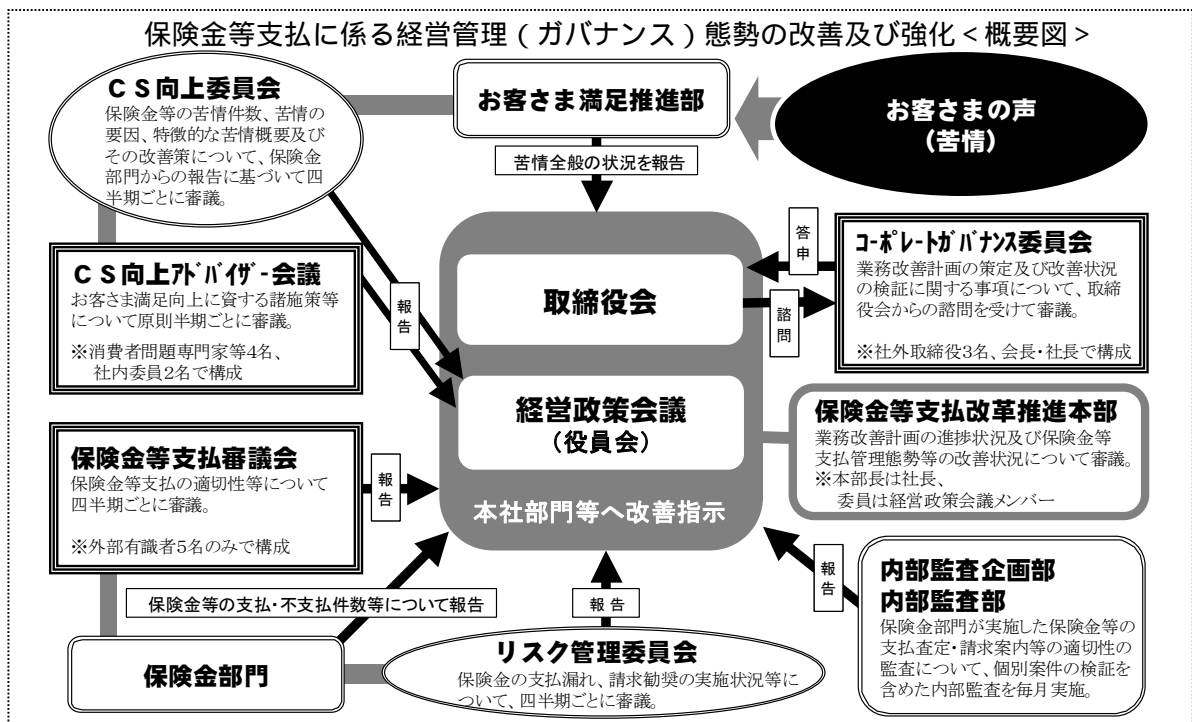 保険金等支払に係る経営管理（ガバナンス）態勢の改善及び強化＜概要図＞
ＣＳ向上委員会
保険金等の苦情件数、苦情の
要因、特徴的な苦情概要及び
その改善策について、保険金
部門からの報告に基づいて四
半期ごとに審議。
お客さま満足推進部
お客さまの声
（苦情）
苦情全般の状況を報告
ＣＳ向上ｱﾄﾞﾊﾞｲｻﾞｰ会議
お客さま満足向上に資する諸施策等
について原則半期ごとに審議。
※消費者問題専門家等4名、
社内委員2名で構成
報告
取締役会
答申
諮問
ｺｰﾎﾟﾚｰﾄｶﾞﾊﾞﾅﾝｽ委員会
業務改善計画の策定及び改善状況
の検証に関する事項について、取締
役会からの諮問を受けて審議。
※社外取締役3名、会長・社長で構成
経営政策会議
（役員会）
保険金等支払改革推進本部
業務改善計画の進捗状況及び保険金等
支払管理態勢等の改善状況について審議。
※本部長は社長、
委員は経営政策会議メンバー
保険金等支払審議会
保険金等支払の適切性等について
四半期ごとに審議。
※外部有識者5名のみで構成
報告
本社部門等へ改善指示
保険金等の支払・不支払件数等について報告
報告
報告
内部監査企画部
内部監査部
保険金部門が実施した保険金等の
支払査定・請求案内等の適切性の
監査について、個別案件の検証を
含めた内部監査を毎月実施。
保険金部門
リスク管理委員会
保険金の支払漏れ、請求勧奨の実施状況等に
ついて、四半期ごとに審議。